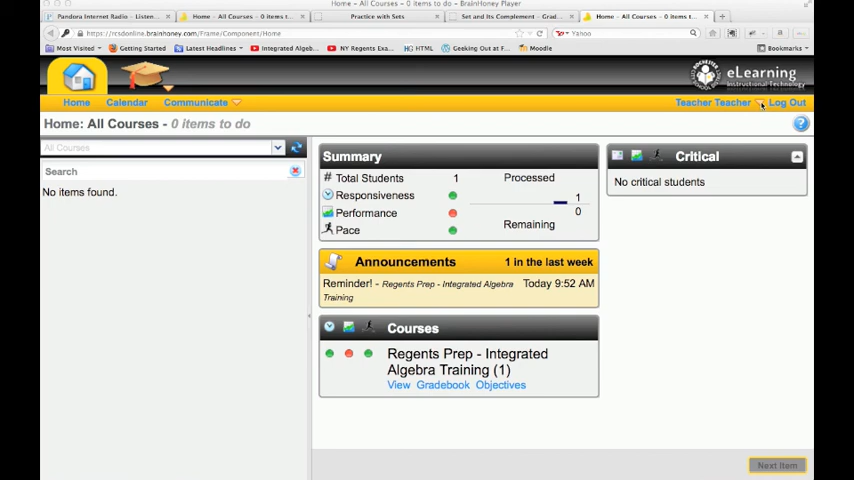 Home - All Courses - 0 items to do - BrainHoney Player
Pandora Internet Radio - Listen...
Home - All Courses - 0 items t...
Practice with Sets
Set and Its Complement - Grad...
Home - All Courses - 0 items t...
https://rcsdonline.brainhoney.com/Frame/Component/Home
Yahoo
Most Visited
Getting Started
Latest Headlines
Integrated Algebra...
NY Regents Exa...
HTML
Geeking Out of...
Moodle
Bookmarks
eLearning
Instructional Technology
Home
Calendar
Communicate
Teacher Teacher
Log Out
Home: All Courses - 0 items to do
All Courses
Search
No items found.
Summary
# Total Students 1
Responsiveness
Performance
Pace
Processed
1
0
Remaining
Announcements 1 in the last week
Reminder! - Regents Prep - Integrated Algebra Today 9:52 AM
Training
Courses
Regents Prep - Integrated
Algebra Training (1)
View Gradebook Objectives
Critical
No critical students
Next Item